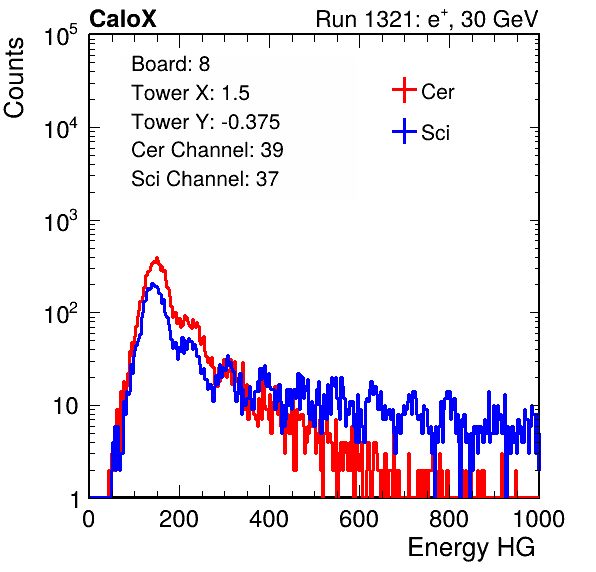 CaloX Run 1321: e⁺, 30 GeV
Counts
10⁵
10⁴
10³
10²
10
1
Board: 8
Tower X: 1.5
Tower Y: -0.375
Cer Channel: 39
Sci Channel: 37
Cer
Sci
0 200 400 600 800 1000
Energy HG